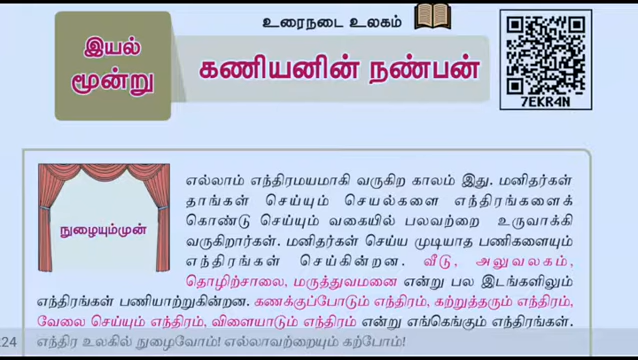 உரைநடை உலகம்
இயல்
மூன்று
கணியனின் நண்பன்
7EKR4N
எல்லாம் எந்திரமயமாகி வருகிற காலம் இது. மனிதர்கள்
தாங்கள் செய்யும் செயல்களை எந்திரங்களைக்
கொண்டு செய்யும் வகையில் பலவற்றை உருவாக்கி
வருகிறார்கள். மனிதர்கள் செய்ய முடியாத பணிகளையும்
எந்திரங்கள் செய்கின்றன. வீடு, அலுவலகம்,
நுழையும்முன்
தொழிற்சாலை, மருத்துவமனை என்று பல இடங்களிலும்
எந்திரங்கள் பணியாற்றுகின்றன. கணக்குப்போடும் எந்திரம், கற்றுத்தரும் எந்திரம்,
வேலை செய்யும் எந்திரம், விளையாடும் எந்திரம் என்று எங்கெங்கும் எந்திரங்கள்.
:24 எந்திர உலகில் நுழைவோம்! எல்லாவற்றையும் கற்போம்!